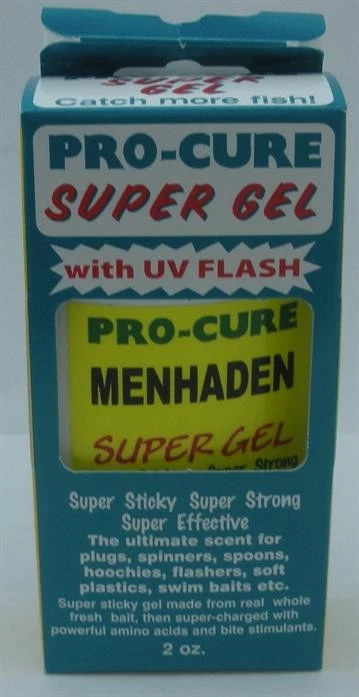 SUPER
GEL
Catch more fish!
PRO-CURE
SUPER GEL
with UV FLASH
PRO-CURE
MENHADEN
SUPER GEL
Super Strong
Super Sticky Super Strong
Super Effective
The ultimate scent for
plugs, spinners, spoons,
hoochies, flashers, soft
plastics, swim baits etc.
Super sticky gel made from real whole
fresh bait, then super-charged with
powerful amino acids and bite stimulants.
2 oz.